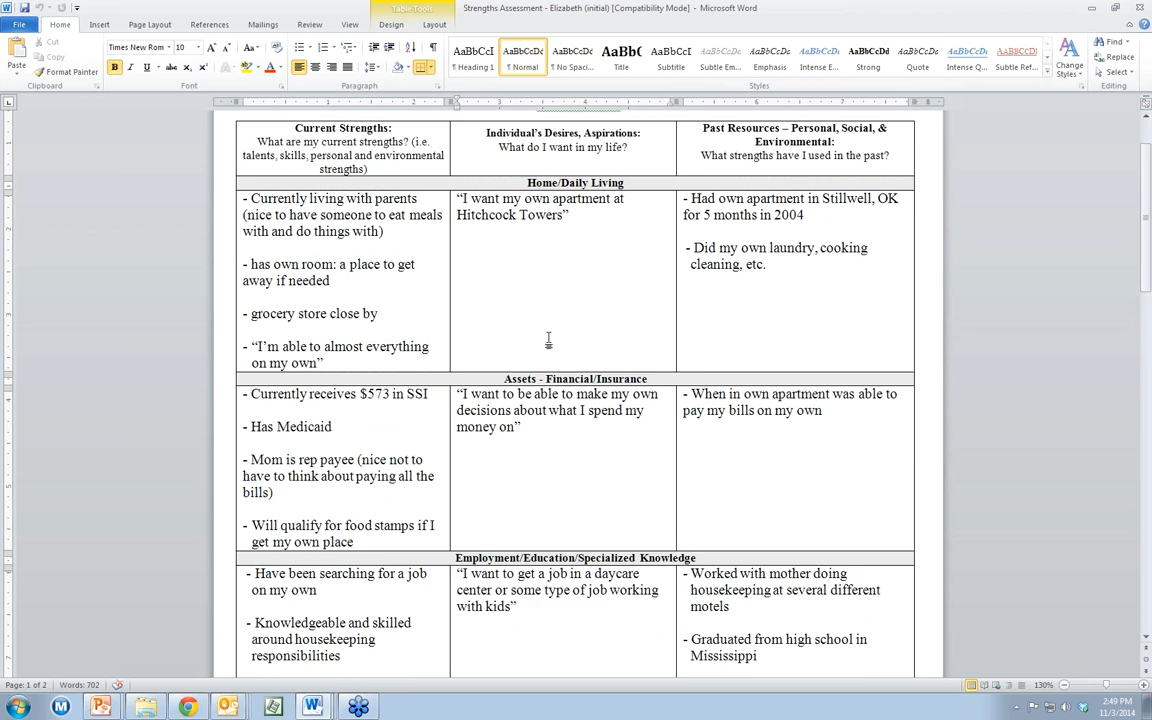 Table Tools
Strengths Assessment - Elizabeth (initial) [Compatibility Mode] - Microsoft Word
File
Home
Insert
Page Layout
References
Mailings
Review
View
Design
Layout
Paste
Cut
Copy
Format Painter
Clipboard
Times New Rom
10
Font
Paragraph
AaBbCcI
¶ Heading 1
AaBbCcDc
¶ Normal
AaBbCcDc
¶ No Spaci...
AaBb(
Title
AaBbCcI
Subtitle
AaBbCcDc
Subtle Em...
AaBbCcDc
Emphasis
AaBbCcDc
Intense E...
AaBbCcDc
Strong
AaBbCcDc
Quote
AaBbCcDc
Intense Q...
AaBbCcDc
Subtle Ref...
Change
Styles
Styles
Find
Replace
Select
Editing
Current Strengths:
What are my current strengths? (i.e.
talents, skills, personal and environmental
strengths)
Individual's Desires, Aspirations:
What do I want in my life?
Past Resources – Personal, Social, &
Environmental:
What strengths have I used in the past?
Home/Daily Living
- Currently living with parents
(nice to have someone to eat meals
with and do things with)
- has own room: a place to get
away if needed
- grocery store close by
- “I’m able to almost everything
on my own”
“I want my own apartment at
Hitchcock Towers”
- Had own apartment in Stillwell, OK
for 5 months in 2004
- Did my own laundry, cooking
cleaning, etc.
Assets - Financial/Insurance
- Currently receives $573 in SSI
- Has Medicaid
- Mom is rep payee (nice not to
have to think about paying all the
bills)
- Will qualify for food stamps if I
get my own place
“I want to be able to make my own
decisions about what I spend my
money on”
- When in own apartment was able to
pay my bills on my own
Employment/Education/Specialized Knowledge
- Have been searching for a job
on my own
- Knowledgeable and skilled
around housekeeping
responsibilities
“I want to get a job in a daycare
center or some type of job working
with kids”
- Worked with mother doing
housekeeping at several different
motels
- Graduated from high school in
Mississippi
Page: 1 of 2
Words: 702
130%
2:49 PM
11/3/2014